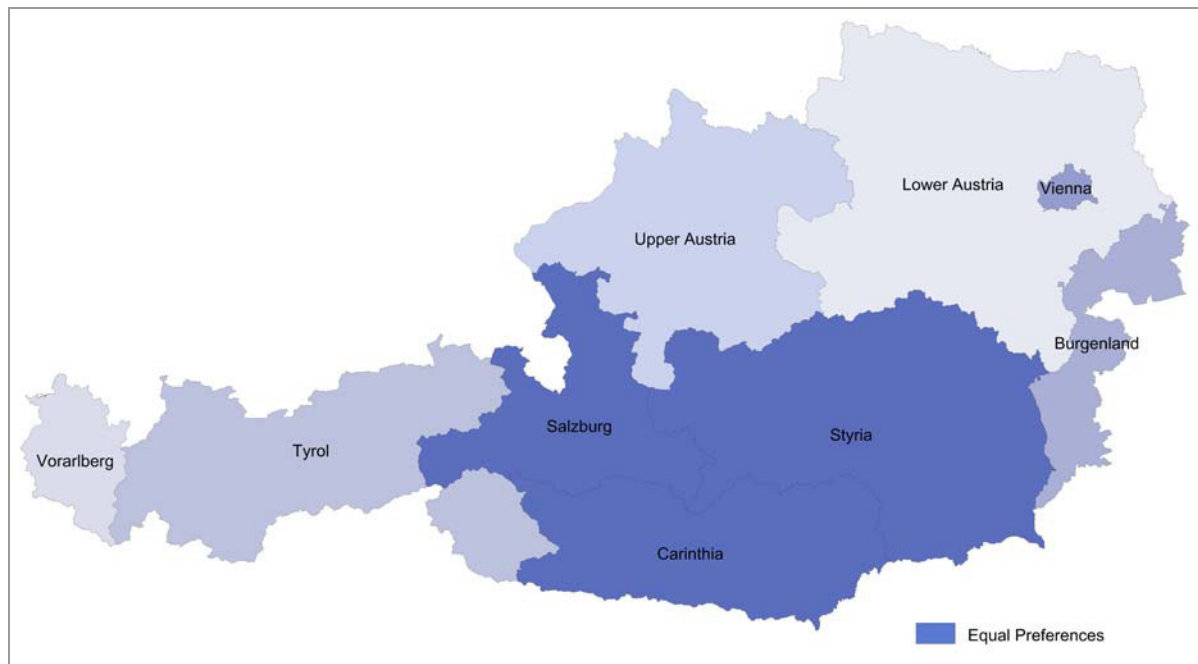 Lower Austria
Vienna
Upper Austria
Burgenland
Salzburg
Styria
Tyrol
Vorarlberg
Carinthia
Equal Preferences